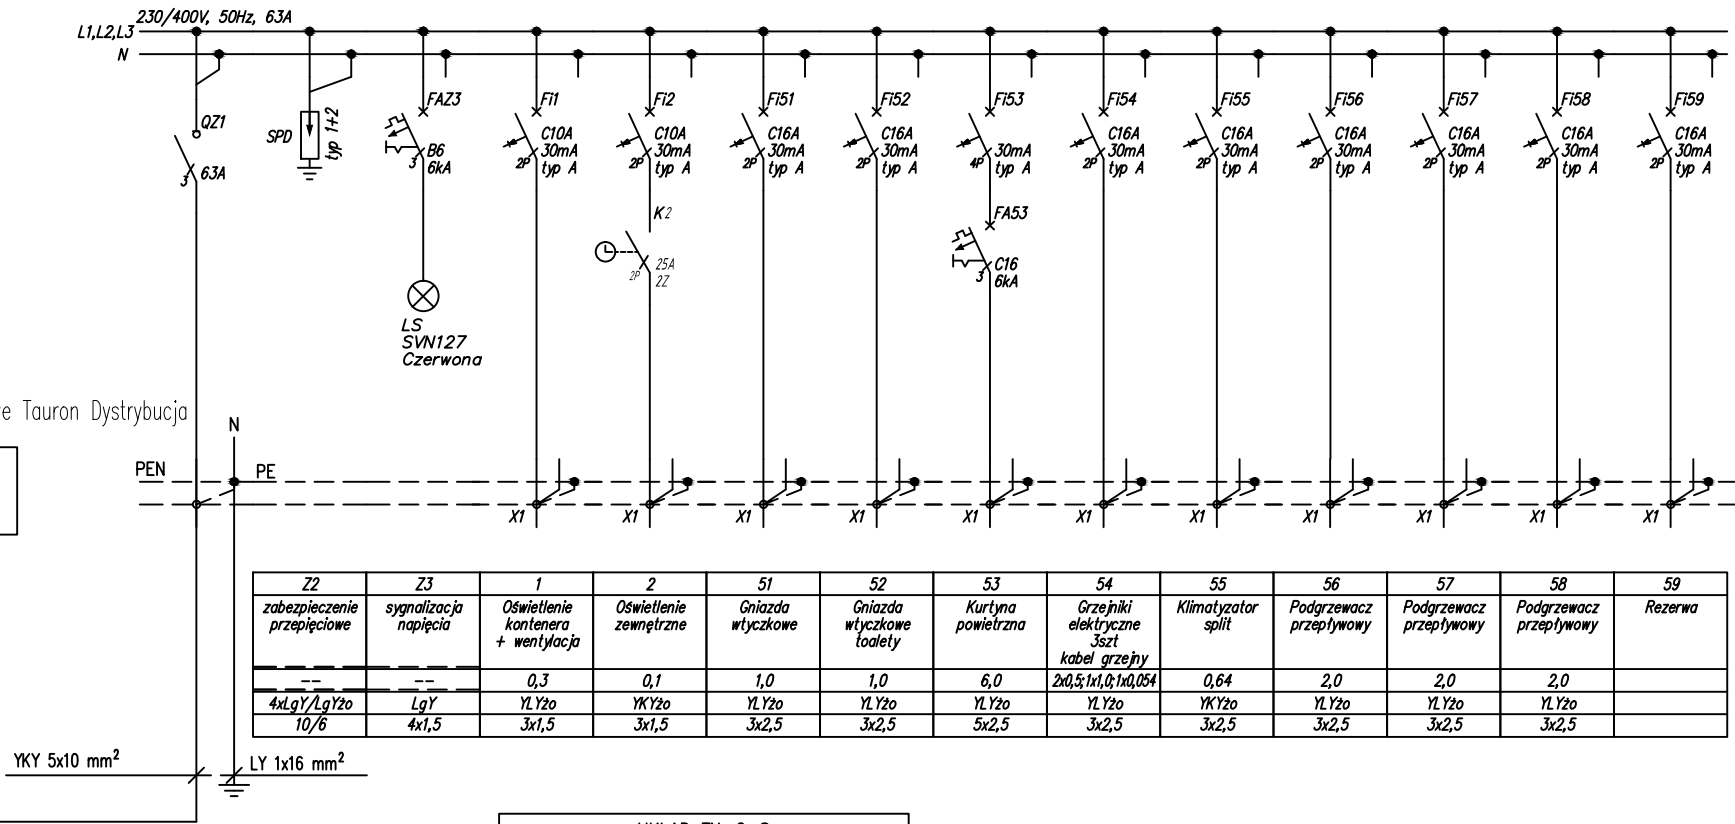 230/400V, 50Hz, 63A
L1,L2,L3
N
QZ1
3
63A
SPD
typ 1+2
FAZ3
B6
3
6kA
LS
SVN127
Czerwona
Fi1
C10A
30mA
2P
typ A
Fi2
C10A
30mA
2P
typ A
K2
25A
2P
2Z
Fi51
C16A
30mA
2P
typ A
Fi52
C16A
30mA
2P
typ A
Fi53
30mA
4P
typ A
FA53
C16
3
6kA
Fi54
C16A
30mA
2P
typ A
Fi55
C16A
30mA
2P
typ A
Fi56
C16A
30mA
2P
typ A
Fi57
C16A
30mA
2P
typ A
Fi58
C16A
30mA
2P
typ A
Fi59
C16A
30mA
2P
typ A
e Tauron Dystrybucja
N
PEN
PE
X1 X1 X1 X1 X1 X1 X1 X1 X1 X1 X1
Z2 Z3 1 2 51 52 53 54 55 56 57 58 59
zabezpieczenie
przepięciowe
sygnalizacja
napięcia
Oświetlenie
kontenera
+ wentylacja
Oświetlenie
zewnętrzne
Gniazda
wtyczkowe
Gniazda
wtyczkowe
toalety
Kurtyna
powietrzna
Grzejniki
elektryczne
3szt
kabel grzejny
Klimatyzator
split
Podgrzewacz
przepływowy
Podgrzewacz
przepływowy
Podgrzewacz
przepływowy
Rezerwa
-- -- 0,3 0,1 1,0 1,0 6,0 2x0,5;1x1,0;1x0,054 0,64 2,0 2,0 2,0
4xLgY/LgYżo LgY YLYżo YKYżo YLYżo YLYżo YLYżo YLYżo YKYżo YLYżo YLYżo YLYżo
10/6 4x1,5 3x1,5 3x1,5 3x2,5 3x2,5 5x2,5 3x2,5 3x2,5 3x2,5 3x2,5 3x2,5
YKY 5x10 mm²
LY 1x16 mm²